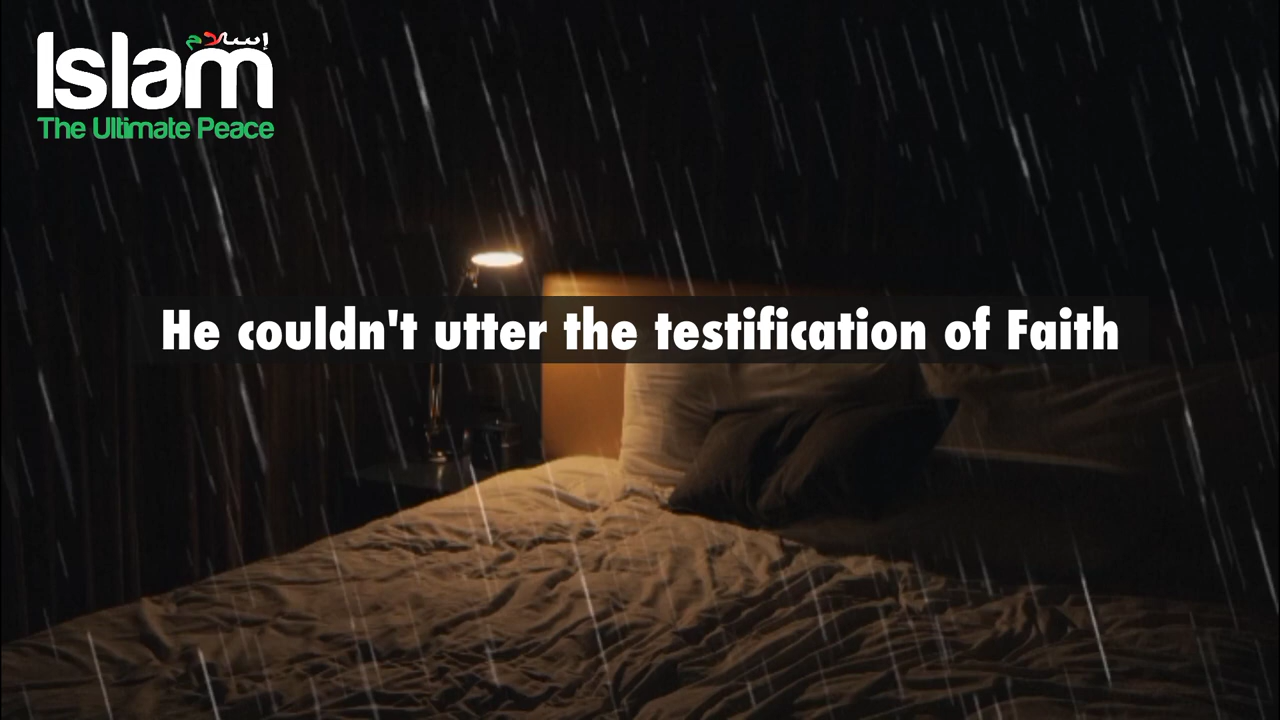 إسلام
Islam
The Ultimate Peace
He couldn't utter the testification of Faith